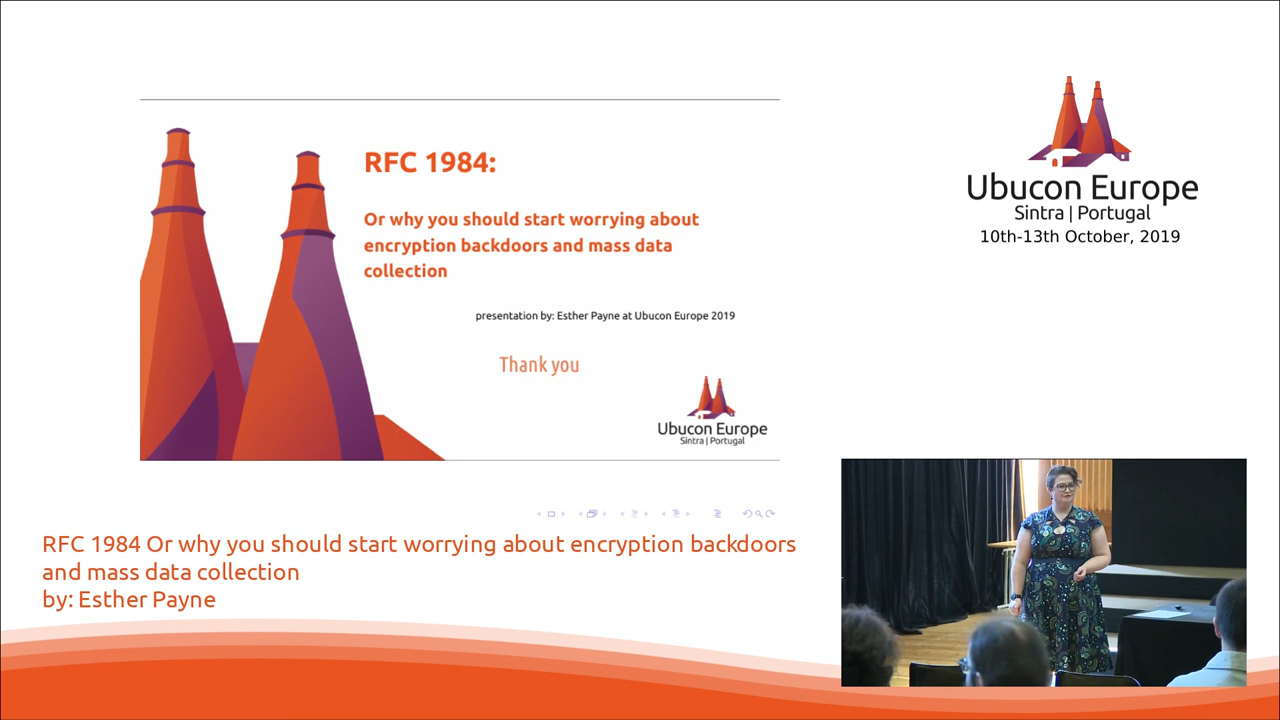 RFC 1984:
Or why you should start worrying about
encryption backdoors and mass data
collection
presentation by: Esther Payne at Ubucon Europe 2019
Thank you
Ubucon Europe
Sintra | Portugal
Ubucon Europe
Sintra | Portugal
10th-13th October, 2019
RFC 1984 Or why you should start worrying about encryption backdoors
and mass data collection
by: Esther Payne